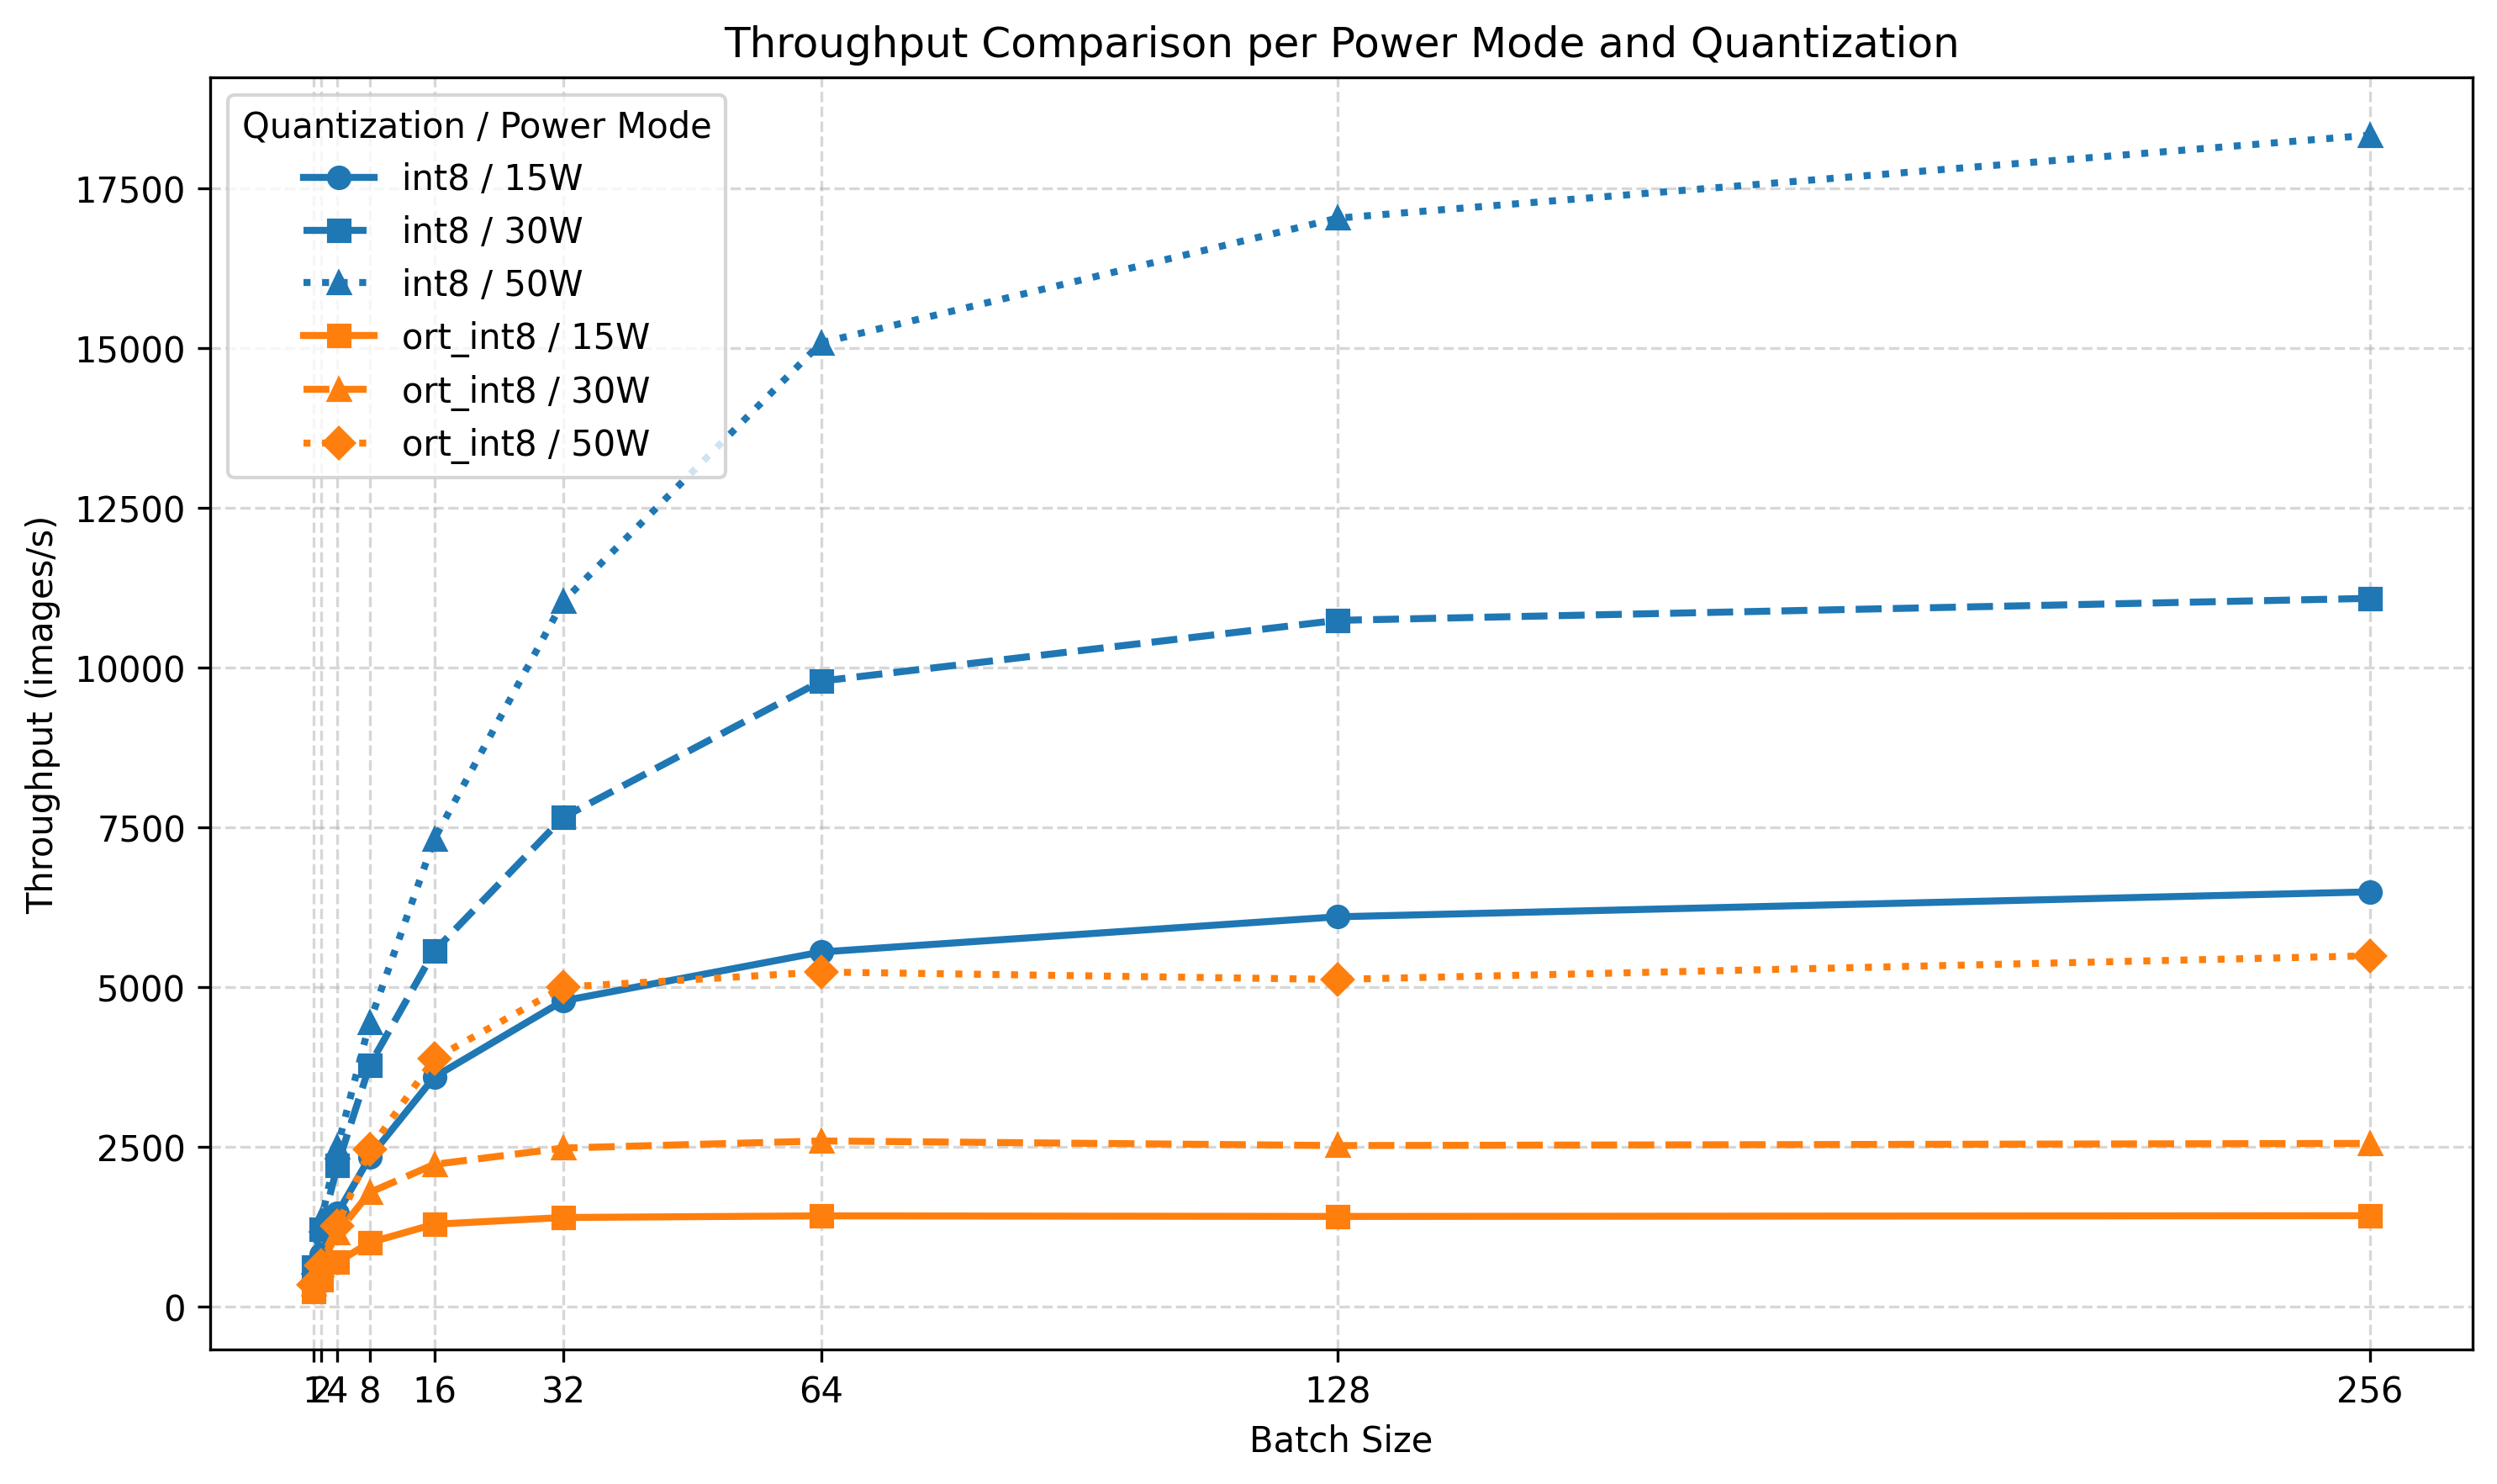 Throughput Comparison per Power Mode and Quantization
Quantization / Power Mode
int8 / 15W
int8 / 30W
int8 / 50W
ort_int8 / 15W
ort_int8 / 30W
ort_int8 / 50W
Throughput (images/s)
17500
15000
12500
10000
7500
5000
2500
0
1 2 4 8 16 32 64 128 256
Batch Size